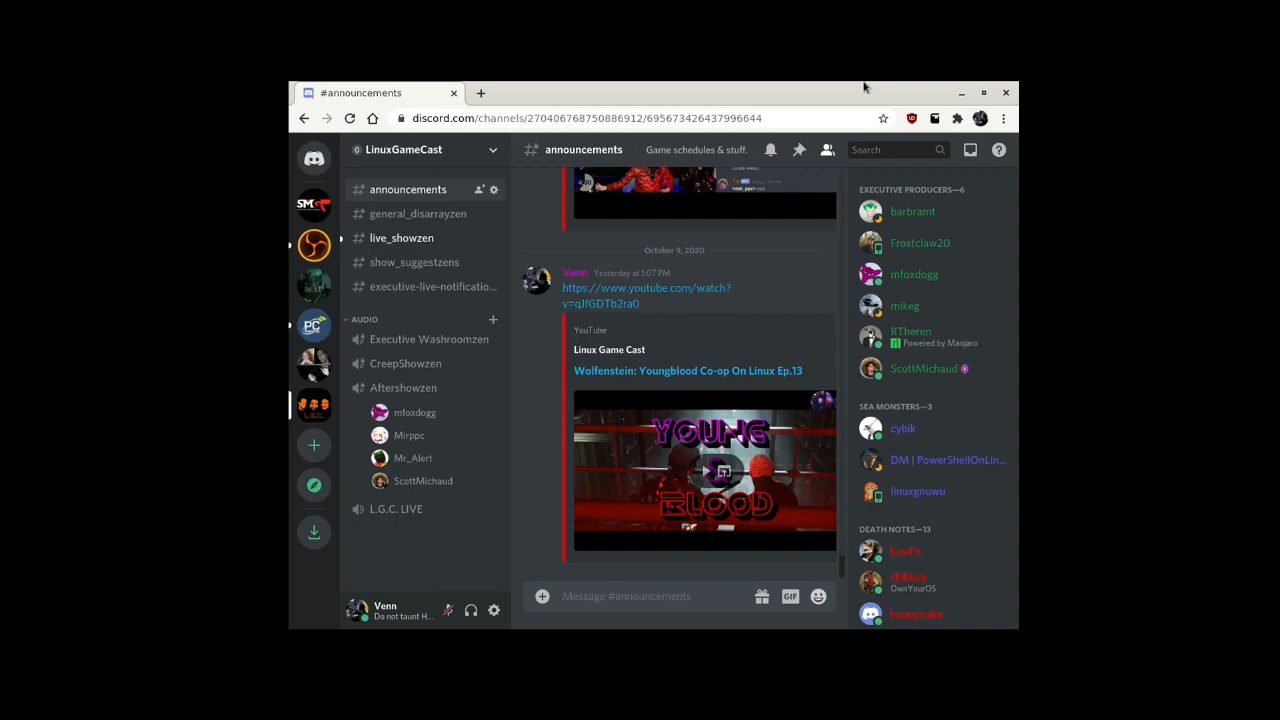 #announcements
discord.com/channels/270406768750886912/695673426437996644
LinuxGameCast
announcements
Game schedules & stuff.
Search
announcements
general_disarrayzen
live_showzen
show_suggestzens
executive-live-notificatio...
AUDIO
Executive Washroomzen
CreepShowzen
Aftershowzen
mfoxdogg
Mirppc
Mr_Alert
ScottMichaud
L.G.C. LIVE
Venn
Do not taunt H...
October 9, 2020
Venn Yesterday at 1:07 PM
https://www.youtube.com/watch?
v=qJfGDTb2ra0
YouTube
Linux Game Cast
Wolfenstein: Youngblood Co-op On Linux Ep.13
YOUNG
BLOOD
Message #announcements
GIF
EXECUTIVE PRODUCERS—6
barbramt
Frostclaw20
mfoxdogg
mikeg
RTheren
Powered by Manjaro
ScottMichaud
SEA MONSTERS—3
cybik
DM | PowerShellOnLin...
linuxgnuwu
DEATH NOTES—13
OwnYourOS